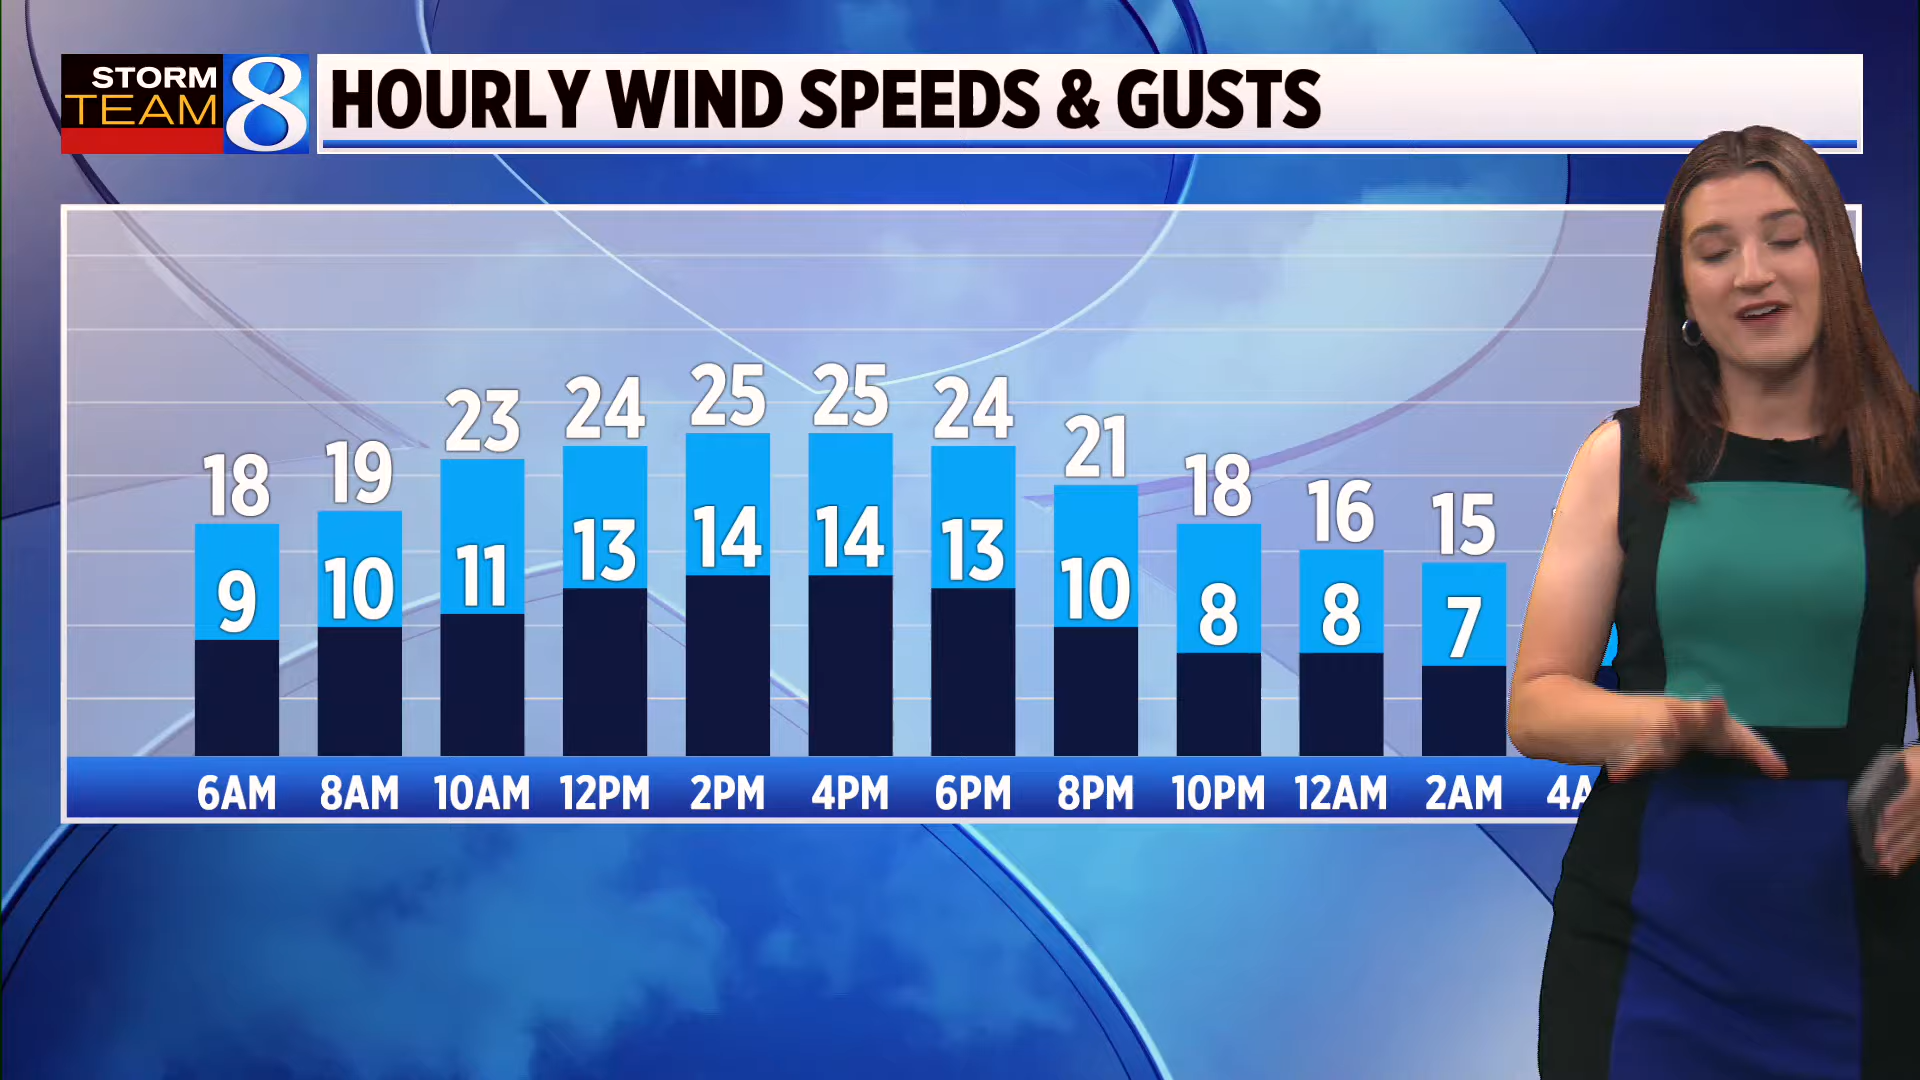 STORM
TEAM 8
HOURLY WIND SPEEDS & GUSTS
18 19 23 24 25 25 24 21 18 16 15
9 10 11 13 14 14 13 10 8 8 7
6AM 8AM 10AM 12PM 2PM 4PM 6PM 8PM 10PM 12AM 2AM